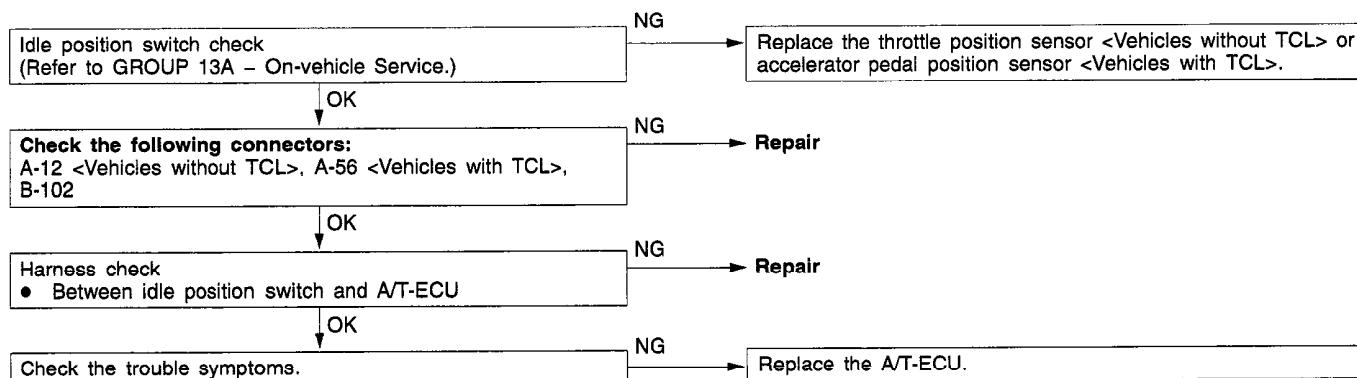 Idle position switch check
(Refer to GROUP 13A – On-vehicle Service.)
NG
Replace the throttle position sensor <Vehicles without TCL> or
accelerator pedal position sensor <Vehicles with TCL>.
OK
Check the following connectors:
A-12 <Vehicles without TCL>, A-56 <Vehicles with TCL>,
B-102
NG
Repair
OK
Harness check
● Between idle position switch and A/T-ECU
NG
Repair
OK
Check the trouble symptoms.
NG
Replace the A/T-ECU.